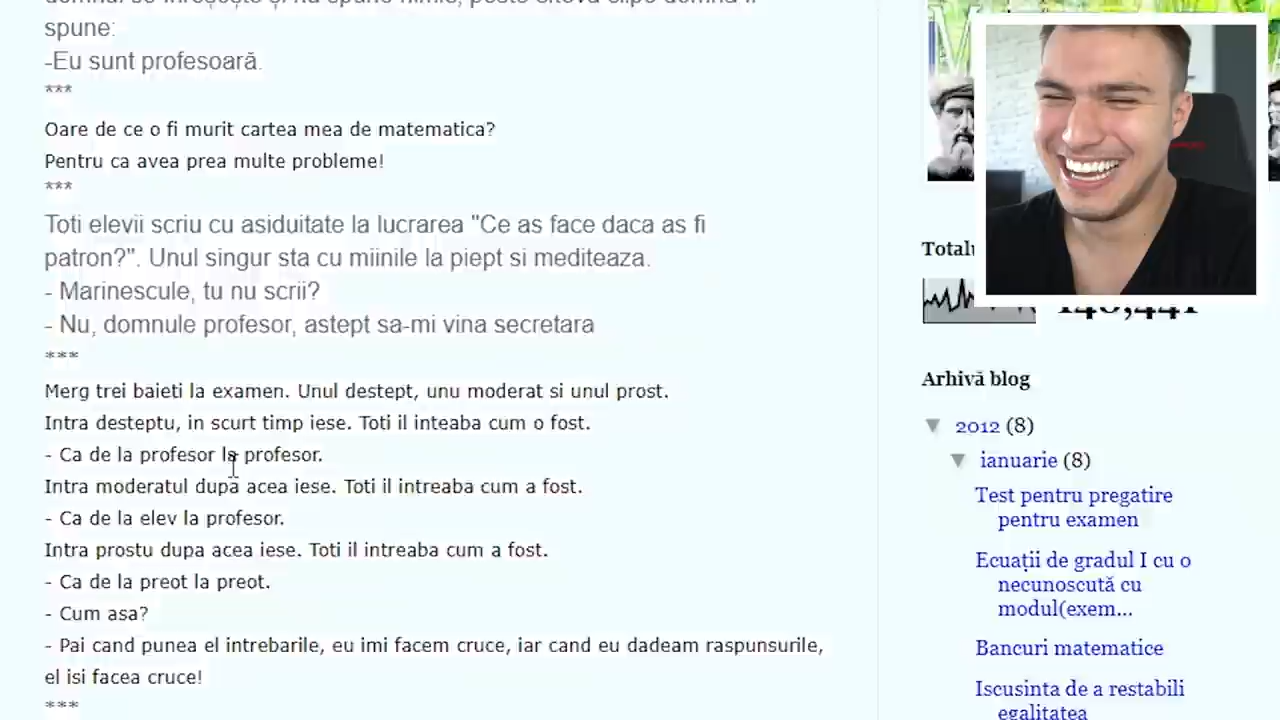 spune:
-Eu sunt profesoară.
***
Oare de ce o fi murit cartea mea de matematica?
Pentru ca avea prea multe probleme!
***
Toti elevii scriu cu asiduitate la lucrarea "Ce as face daca as fi
patron?". Unul singur sta cu miinile la piept si mediteaza.
- Marinescule, tu nu scrii?
- Nu, domnule profesor, astept sa-mi vina secretara
***
Merg trei baieti la examen. Unul destept, unu moderat si unul prost.
Intra desteptu, in scurt timp iese. Toti il inteaba cum o fost.
- Ca de la profesor la profesor.
Intra moderatul dupa acea iese. Toti il intreaba cum a fost.
- Ca de la elev la profesor.
Intra prostu dupa acea iese. Toti il intreaba cum a fost.
- Ca de la preot la preot.
- Cum asa?
- Pai cand punea el intrebarile, eu imi facem cruce, iar cand eu dadeam raspunsurile,
el isi facea cruce!
***
Arhivă blog
2012 (8)
ianuarie (8)
Test pentru pregatire
pentru examen
Ecuații de gradul I cu o
necunoscută cu
modul(exem...
Bancuri matematice
Iscusinta de a restabili
egalitatea